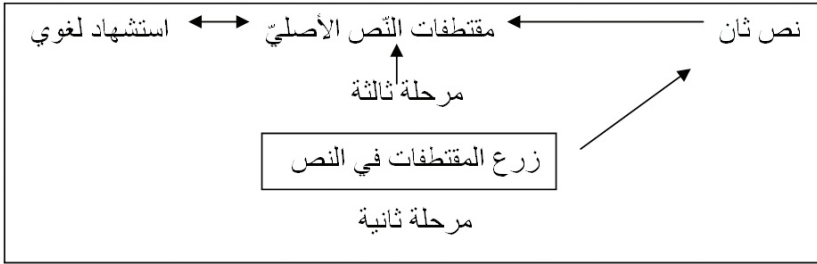 نص ثان مقتطفات النّص الأصليّ استشهاد لغوي
مرحلة ثالثة
زرع المقتطفات في النص
مرحلة ثانية